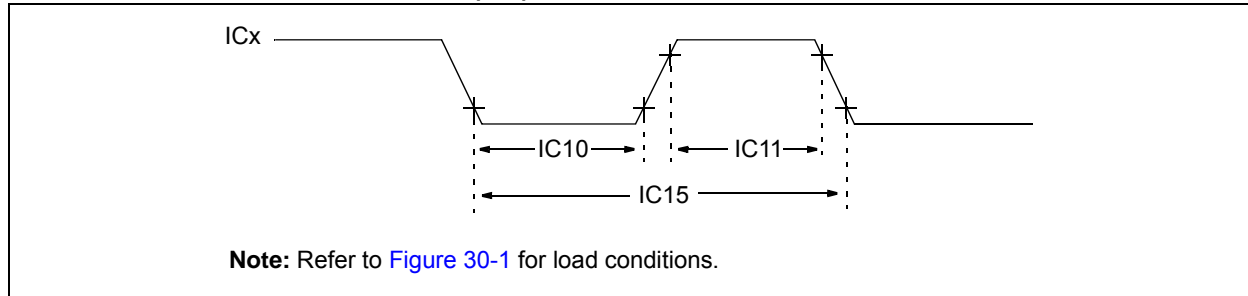 ICx
IC10
IC11
IC15
Note: Refer to Figure 30-1 for load conditions.